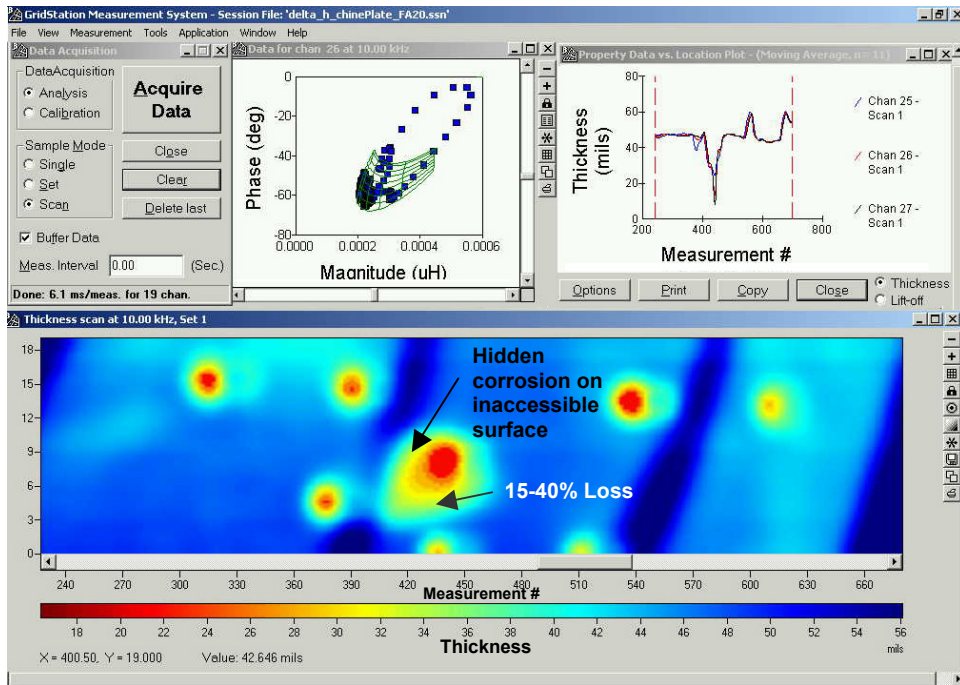 GridStation Measurement System - Session File: 'delta_h_chinePlate_FA20.ssn'
File View Measurement Tools Application Window Help
Data Acquisition
DataAcquisition
Analysis
Calibration
Acquire
Data
Sample Mode
Single
Set
Scan
Close
Clear
Delete last
Buffer Data
Meas. Interval 0.00 (Sec.)
Done: 6.1 ms/meas. for 19 chan.
Data for chan 26 at 10.00 kHz
Phase (deg)
0
-20
-40
-60
-80
0.0000 0.0002 0.0004 0.0006
Magnitude (uH)
Property Data vs. Location Plot - (Moving Average, n= 11)
Thickness
(mils)
80
60
40
20
0
200 400 600 800
Measurement #
Chan 25 -
Scan 1
Chan 26 -
Scan 1
Chan 27 -
Scan 1
Options Print Copy Close
Thickness
Lift-off
Thickness scan at 10.00 kHz, Set 1
18
15
12
9
6
3
0
Hidden
corrosion on
inaccessible
surface
15-40% Loss
240 270 300 330 360 390 420 450 480 510 540 570 600 630 660
Measurement #
18 20 22 24 26 28 30 32 34 36 38 40 42 44 46 48 50 52 54 56
mils
Thickness
X = 400.50, Y = 19.000 Value: 42.646 mils